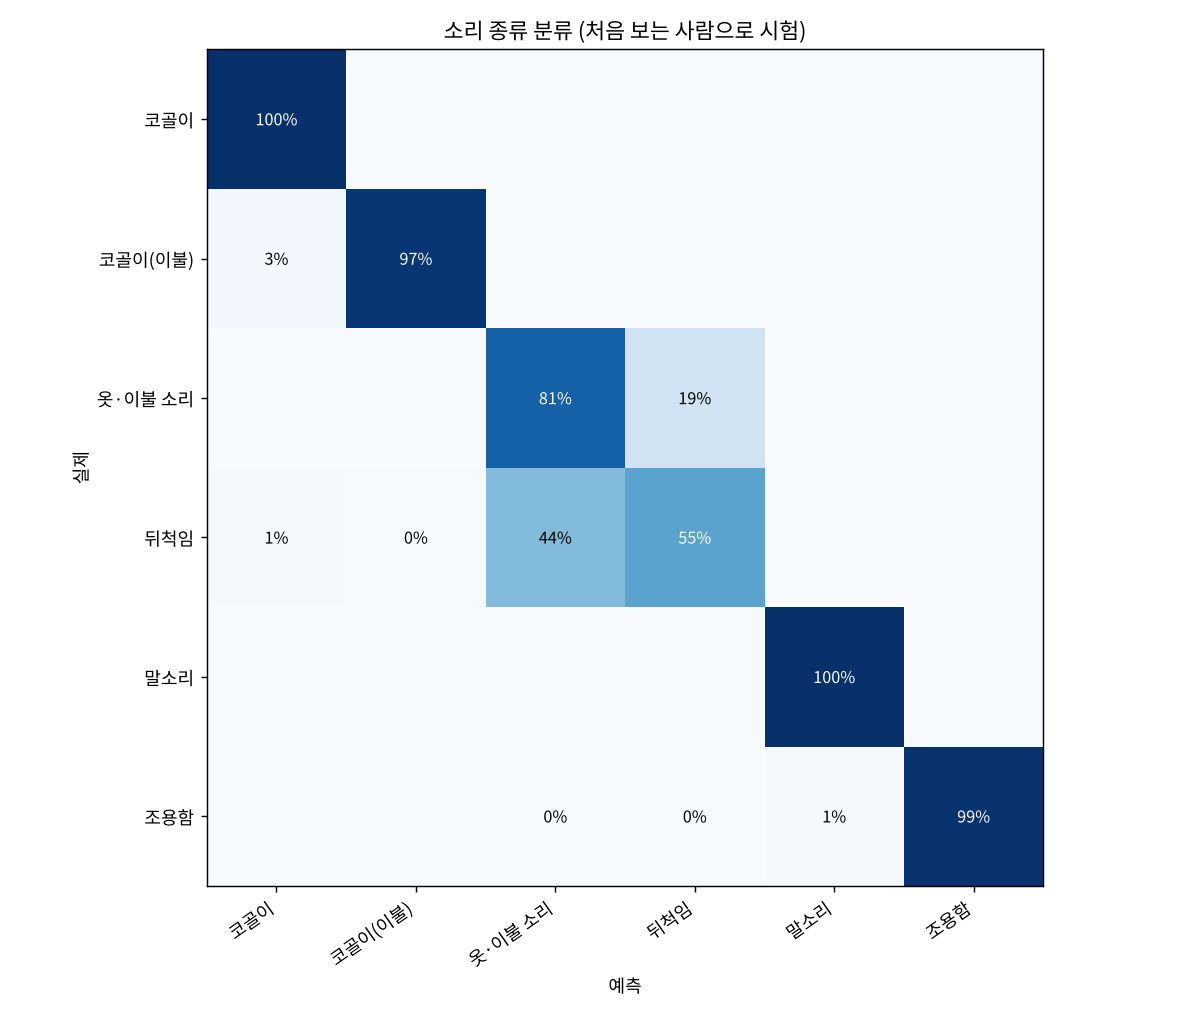 소리 종류 분류 (처음 보는 사람으로 시험)
코골이
100%
코골이(이불)
3%
97%
옷·이불 소리
81%
19%
실제
뒤척임
1%
0%
44%
55%
말소리
100%
조용함
0%
0%
1%
99%
코골이
코골이(이불)
옷·이불 소리
뒤척임
말소리
조용함
예측